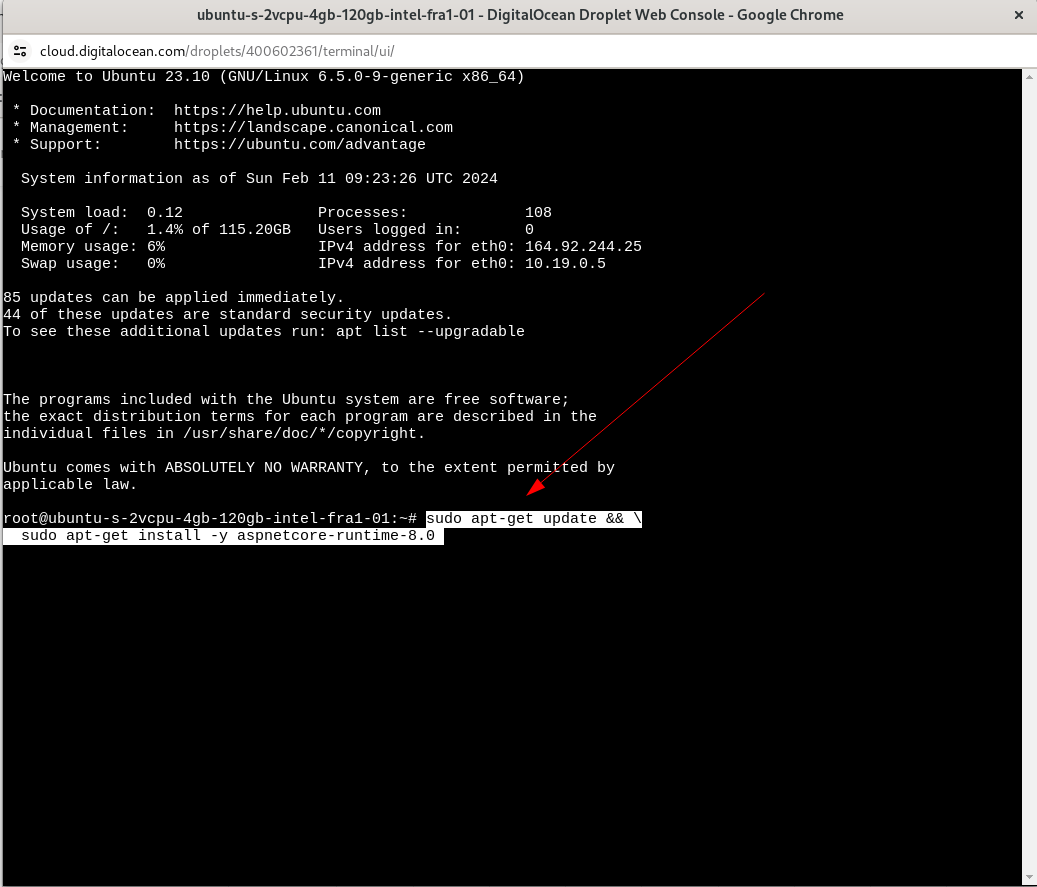 ubuntu-s-2vcpu-4gb-120gb-intel-fra1-01 - DigitalOcean Droplet Web Console - Google Chrome
cloud.digitalocean.com/droplets/400602361/terminal/ui/
Welcome to Ubuntu 23.10 (GNU/Linux 6.5.0-9-generic x86_64)
* Documentation: https://help.ubuntu.com
* Management: https://landscape.canonical.com
* Support: https://ubuntu.com/advantage
System information as of Sun Feb 11 09:23:26 UTC 2024
System load: 0.12 Processes: 108
Usage of /: 1.4% of 115.20GB Users logged in: 0
Memory usage: 6% IPv4 address for eth0: 164.92.244.25
Swap usage: 0% IPv4 address for eth0: 10.19.0.5
85 updates can be applied immediately.
44 of these updates are standard security updates.
To see these additional updates run: apt list --upgradable
The programs included with the Ubuntu system are free software;
the exact distribution terms for each program are described in the
individual files in /usr/share/doc/*/copyright.
Ubuntu comes with ABSOLUTELY NO WARRANTY, to the extent permitted by
applicable law.
root@ubuntu-s-2vcpu-4gb-120gb-intel-fra1-01:~# sudo apt-get update && \
sudo apt-get install -y aspnetcore-runtime-8.0